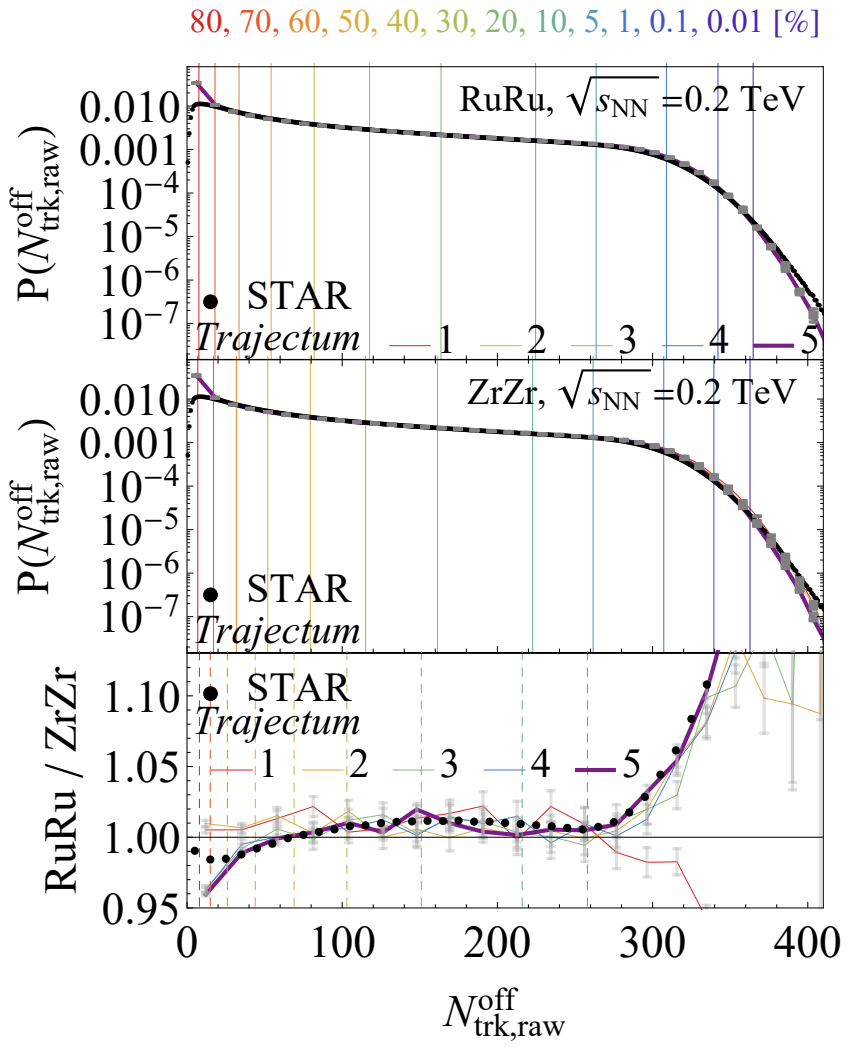 80, 70, 60, 50, 40, 30, 20, 10, 5, 1, 0.1, 0.01 [%]
RuRu, √s_NN =0.2 TeV
P(N^off_trk,raw)
0.010
0.001
10^-4
10^-5
10^-6
10^-7
STAR
Trajectum
1 2 3 4 5
ZrZr, √s_NN =0.2 TeV
P(N^off_trk,raw)
0.010
0.001
10^-4
10^-5
10^-6
10^-7
STAR
Trajectum
RuRu / ZrZr
1.10
1.05
1.00
0.95
STAR
Trajectum
1 2 3 4 5
0 100 200 300 400
N^off_trk,raw